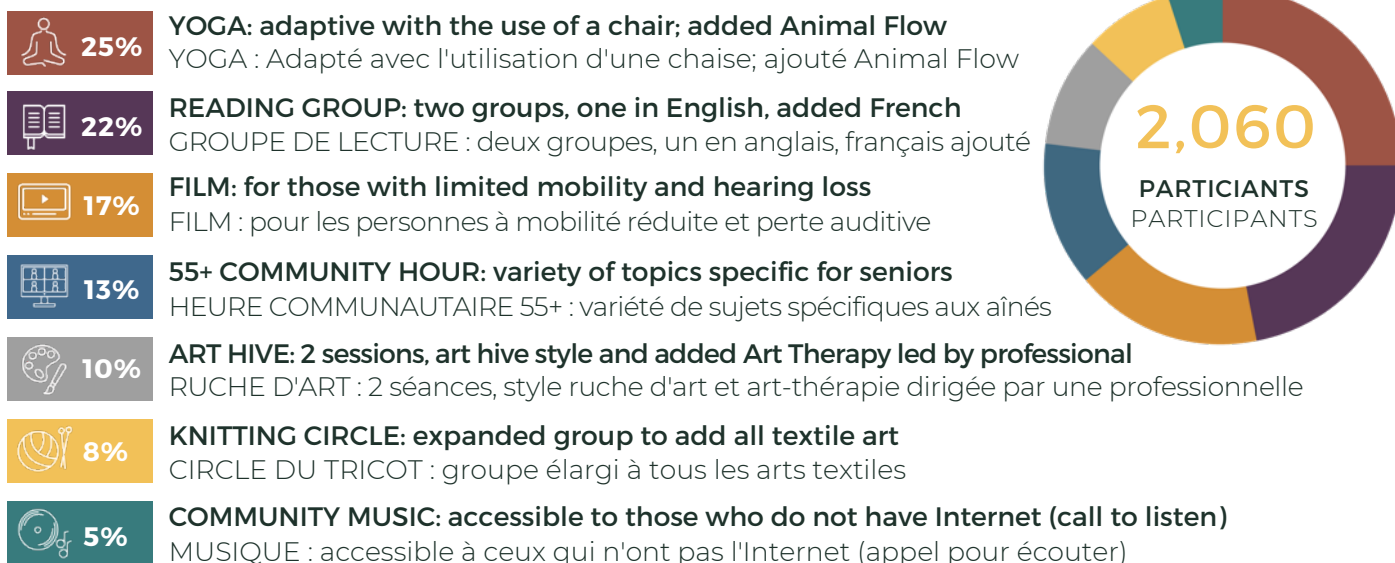 25%
YOGA: adaptive with the use of a chair; added Animal Flow
YOGA : Adapté avec l'utilisation d'une chaise; ajouté Animal Flow
22%
READING GROUP: two groups, one in English, added French
GROUPE DE LECTURE : deux groupes, un en anglais, français ajouté
17%
FILM: for those with limited mobility and hearing loss
FILM : pour les personnes à mobilité réduite et perte auditive
13%
55+ COMMUNITY HOUR: variety of topics specific for seniors
HEURE COMMUNAUTAIRE 55+ : variété de sujets spécifiques aux aînés
10%
ART HIVE: 2 sessions, art hive style and added Art Therapy led by professional
RUCHE D'ART : 2 séances, style ruche d'art et art-thérapie dirigée par une professionnelle
8%
KNITTING CIRCLE: expanded group to add all textile art
CIRCLE DU TRICOT : groupe élargi à tous les arts textiles
5%
COMMUNITY MUSIC: accessible to those who do not have Internet (call to listen)
MUSIQUE : accessible à ceux qui n'ont pas l'Internet (appel pour écouter)
2,060
PARTICIANTS
PARTICIPANTS